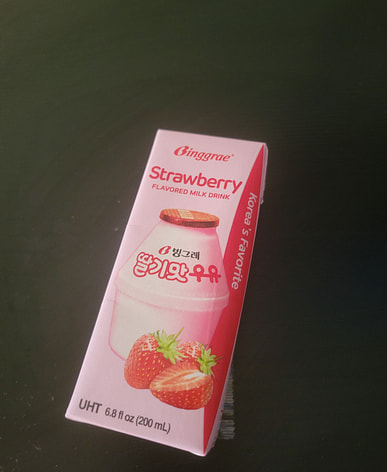 Binggrae
Strawberry
FLAVORED MILK DRINK
Korea's Favorite
빙그레
딸기맛우유
UHT 6.8 fl oz (200 mL)